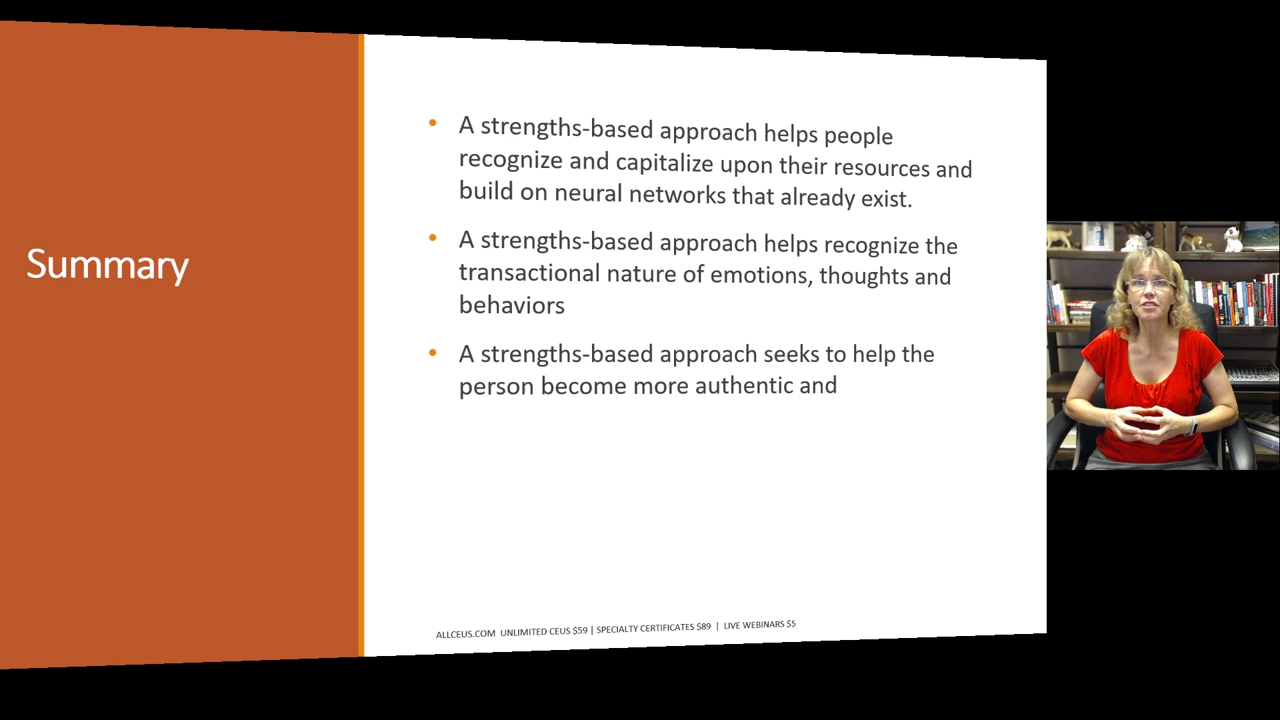 Summary
• A strengths-based approach helps people
recognize and capitalize upon their resources and
build on neural networks that already exist.
• A strengths-based approach helps recognize the
transactional nature of emotions, thoughts and
behaviors
• A strengths-based approach seeks to help the
person become more authentic and
ALLCEUS.COM UNLIMITED CEUS $59 | SPECIALTY CERTIFICATES $89 | LIVE WEBINARS $5